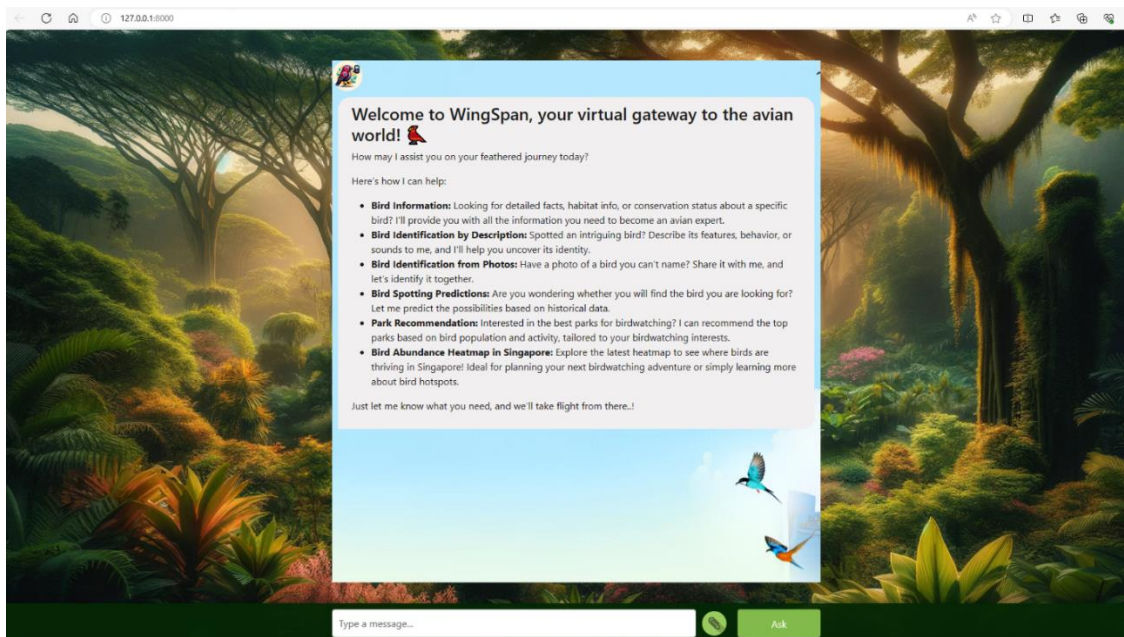 127.0.0.1:8000
Welcome to WingSpan, your virtual gateway to the avian
world!
How may I assist you on your feathered journey today?
Here's how I can help:
• Bird Information: Looking for detailed facts, habitat info, or conservation status about a specific
bird? I'll provide you with all the information you need to become an avian expert.
• Bird Identification by Description: Spotted an intriguing bird? Describe its features, behavior, or
sounds to me, and I'll help you uncover its identity.
• Bird Identification from Photos: Have a photo of a bird you can't name? Share it with me, and
let's identify it together.
• Bird Spotting Predictions: Are you wondering whether you will find the bird you are looking for?
Let me predict the possibilities based on historical data.
• Park Recommendation: Interested in the best parks for birdwatching? I can recommend the top
parks based on bird population and activity, tailored to your birdwatching interests.
• Bird Abundance Heatmap in Singapore: Explore the latest heatmap to see where birds are
thriving in Singapore! Ideal for planning your next birdwatching adventure or simply learning more
about bird hotspots.
Just let me know what you need, and we'll take flight from there..!
Type a message...
Ask